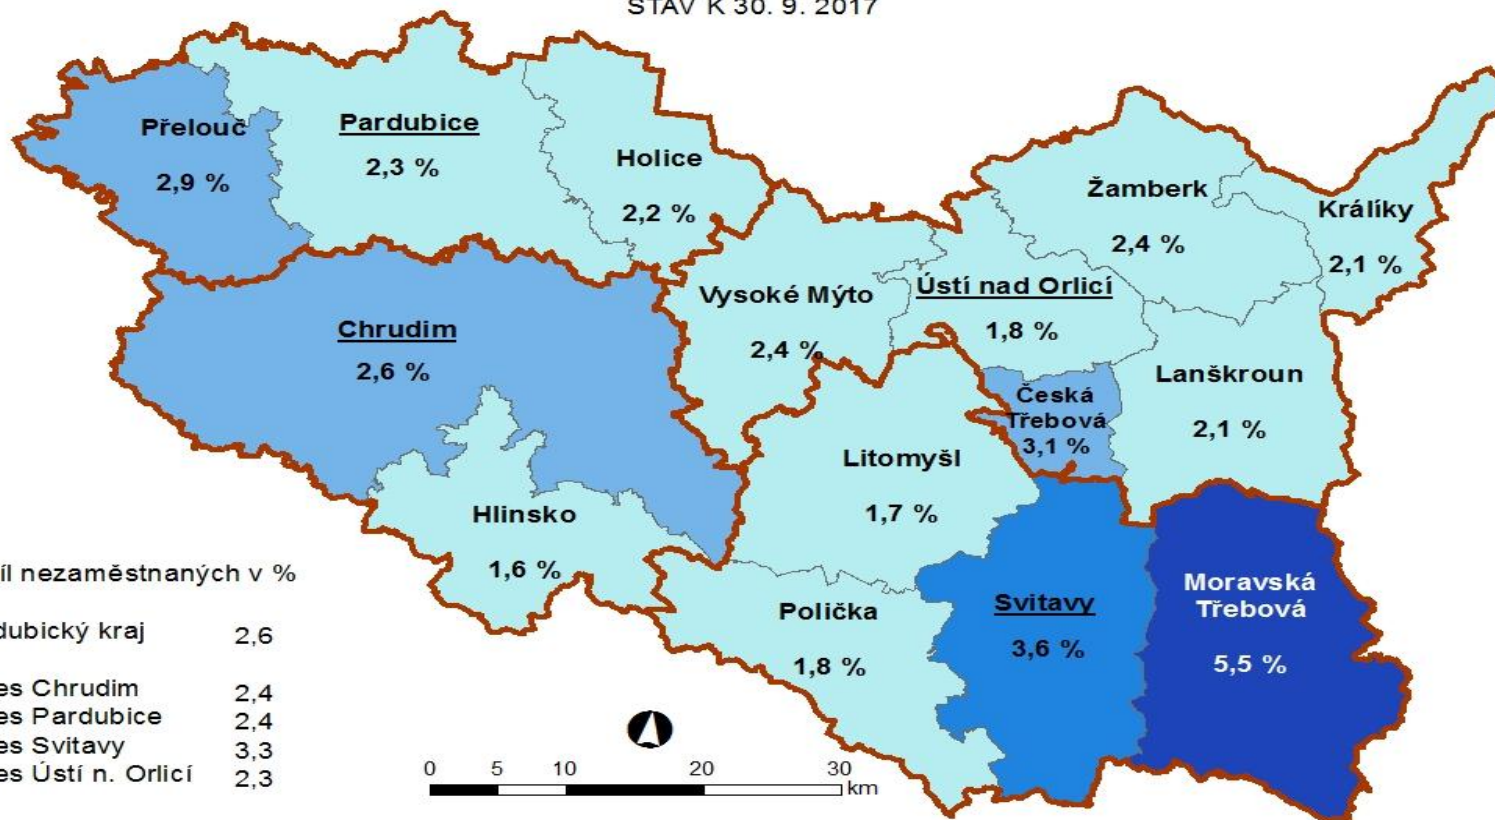 STAV K 30. 9. 2017
Přelouč
2,9 %
Pardubice
2,3 %
Holice
2,2 %
Žamberk
2,4 %
Králíky
2,1 %
Vysoké Mýto
2,4 %
Ústí nad Orlicí
1,8 %
Chrudim
2,6 %
Lanškroun
2,1 %
Česká
Třebová
3,1 %
Litomyšl
1,7 %
Hlinsko
1,6 %
Polička
1,8 %
Svitavy
3,6 %
Moravská
Třebová
5,5 %
íl nezaměstnaných v %
dubický kraj 2,6
es Chrudim 2,4
es Pardubice 2,4
es Svitavy 3,3
es Ústí n. Orlicí 2,3
0 5 10 20 30
km